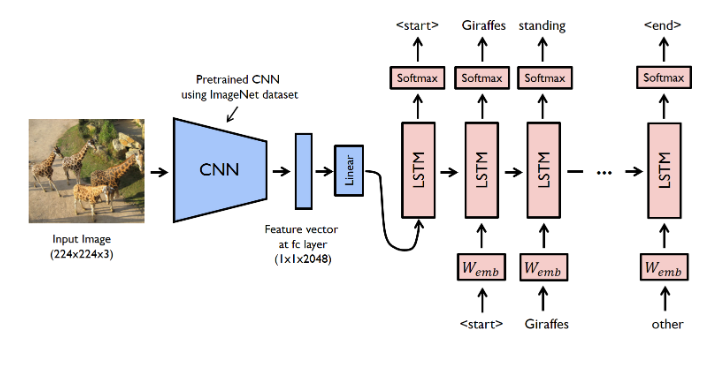 <start> Giraffes standing <end>
Softmax Softmax Softmax Softmax
Pretrained CNN
using ImageNet dataset
CNN
Linear
LSTM LSTM LSTM ... LSTM
Input Image
(224x224x3)
Feature vector
at fc layer
(1x1x2048)
W_emb W_emb W_emb
<start> Giraffes other